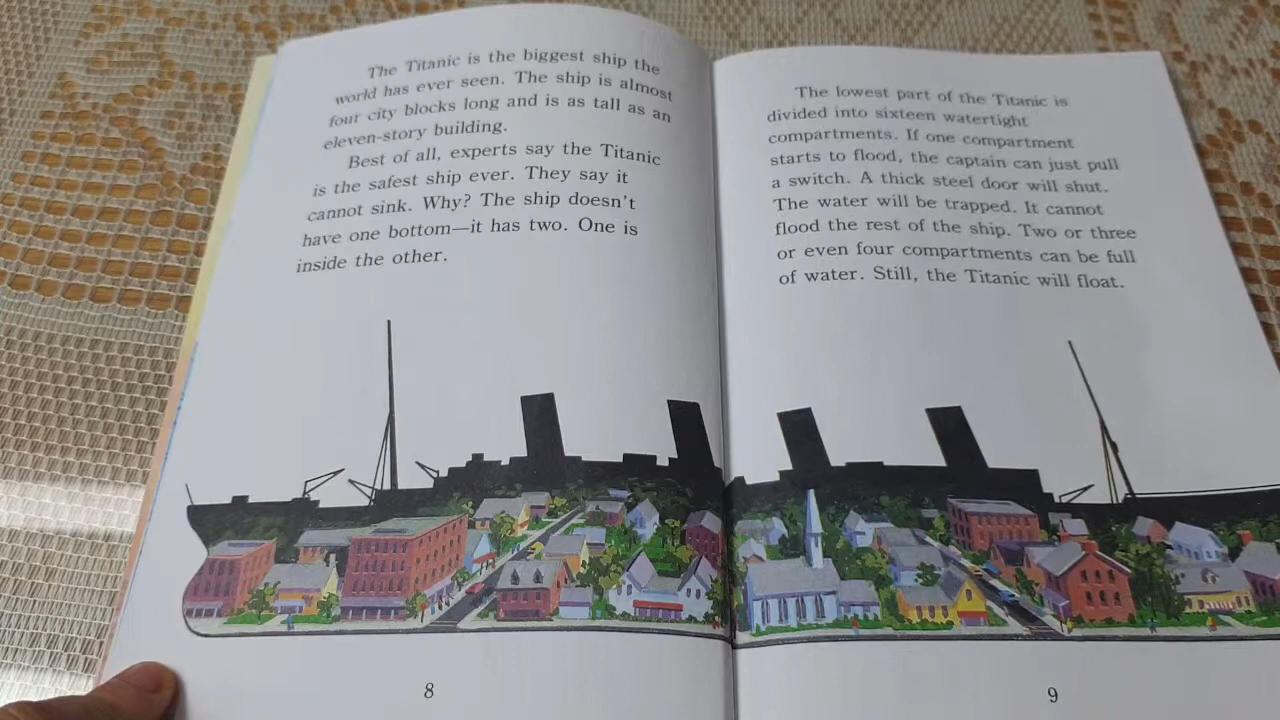 The Titanic is the biggest ship the
world has ever seen. The ship is almost
four city blocks long and is as tall as an
eleven-story building.
Best of all, experts say the Titanic
is the safest ship ever. They say it
cannot sink. Why? The ship doesn't
have one bottom—it has two. One is
inside the other.
8
The lowest part of the Titanic is
divided into sixteen watertight
compartments. If one compartment
starts to flood, the captain can just pull
a switch. A thick steel door will shut.
The water will be trapped. It cannot
flood the rest of the ship. Two or three
or even four compartments can be full
of water. Still, the Titanic will float.
9